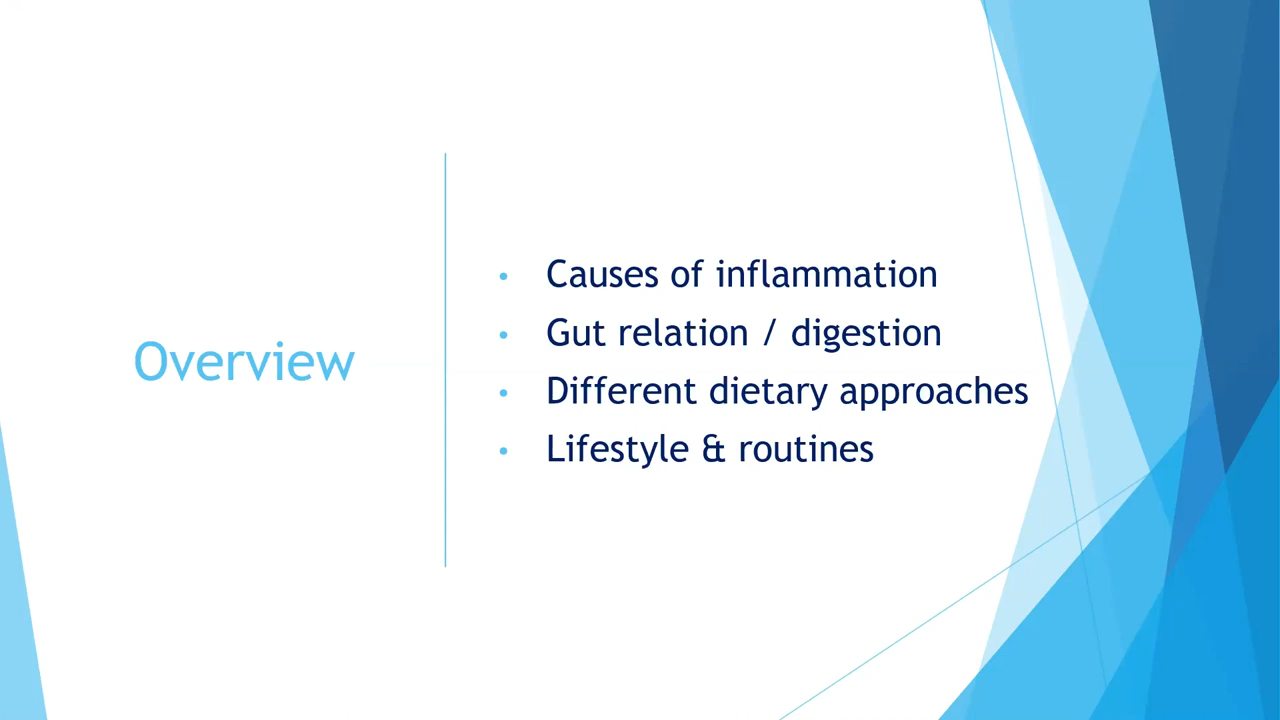 Overview
• Causes of inflammation
• Gut relation / digestion
• Different dietary approaches
• Lifestyle & routines